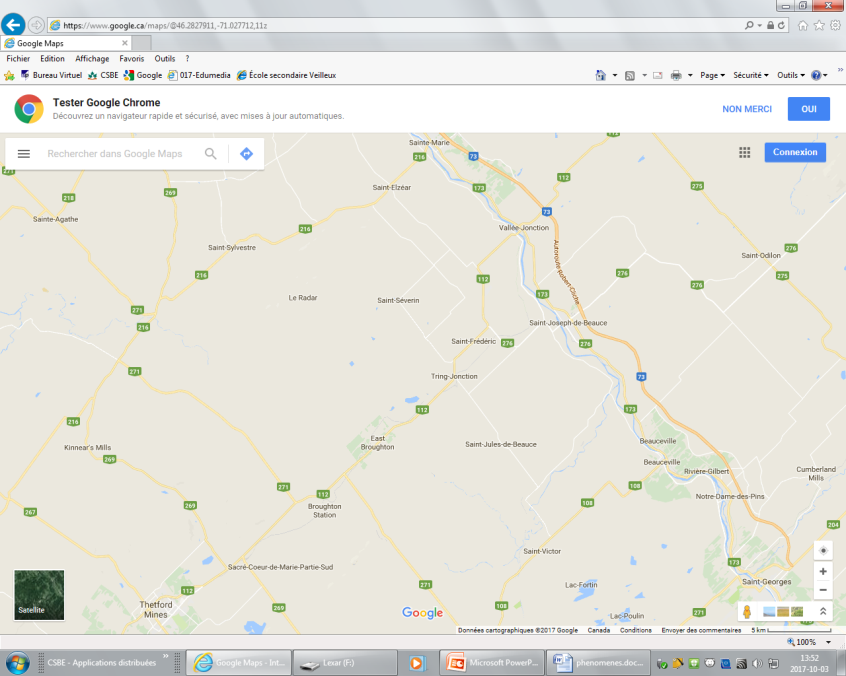 https://www.google.ca/maps/@46.2827911,-71.027712,11z
Google Maps
Fichier Edition Affichage Favoris Outils ?
Bureau Virtuel CSBE Google 017-Edumedia École secondaire Veilleux
Page Sécurité Outils
Tester Google Chrome
Découvrez un navigateur rapide et sécurisé, avec mises à jour automatiques.
NON MERCI OUI
Rechercher dans Google Maps
Connexion
Sainte-Marie
216
73
112
271
218
269
Saint-Elzéar
173
275
Sainte-Agathe
216
73
Vallée-Jonction
Saint-Sylvestre
276
Saint-Odilon
216
112
276
276
275
Autoroute Robert-Cliche
173
Le Radar
Saint-Séverin
271
216
Saint-Joseph-de-Beauce
Saint-Frédéric 276
276
271
Tring-Jonction
73
112
173
216
Kinnear's Mills
East
Broughton
Saint-Jules-de-Beauce
Beauceville
269
Beauceville
Rivière-Gilbert
Cumberland
Mills
271
112
108
Notre-Dame-des-Pins
269
108
267
Broughton
Station
204
Saint-Victor
173
Sacré-Coeur-de-Marie-Partie-Sud
Saint-Georges
112
271
Lac-Fortin
Satellite
Thetford
Mines
269
Google
108
Lac-Poulin
271
Données cartographiques ©2017 Google Canada Conditions Envoyer des commentaires 5 km
100%
CSBE - Applications distribuées
Google Maps - Int...
Lexar (F:)
Microsoft PowerP...
phenomenes.doc...
13:52
2017-10-03